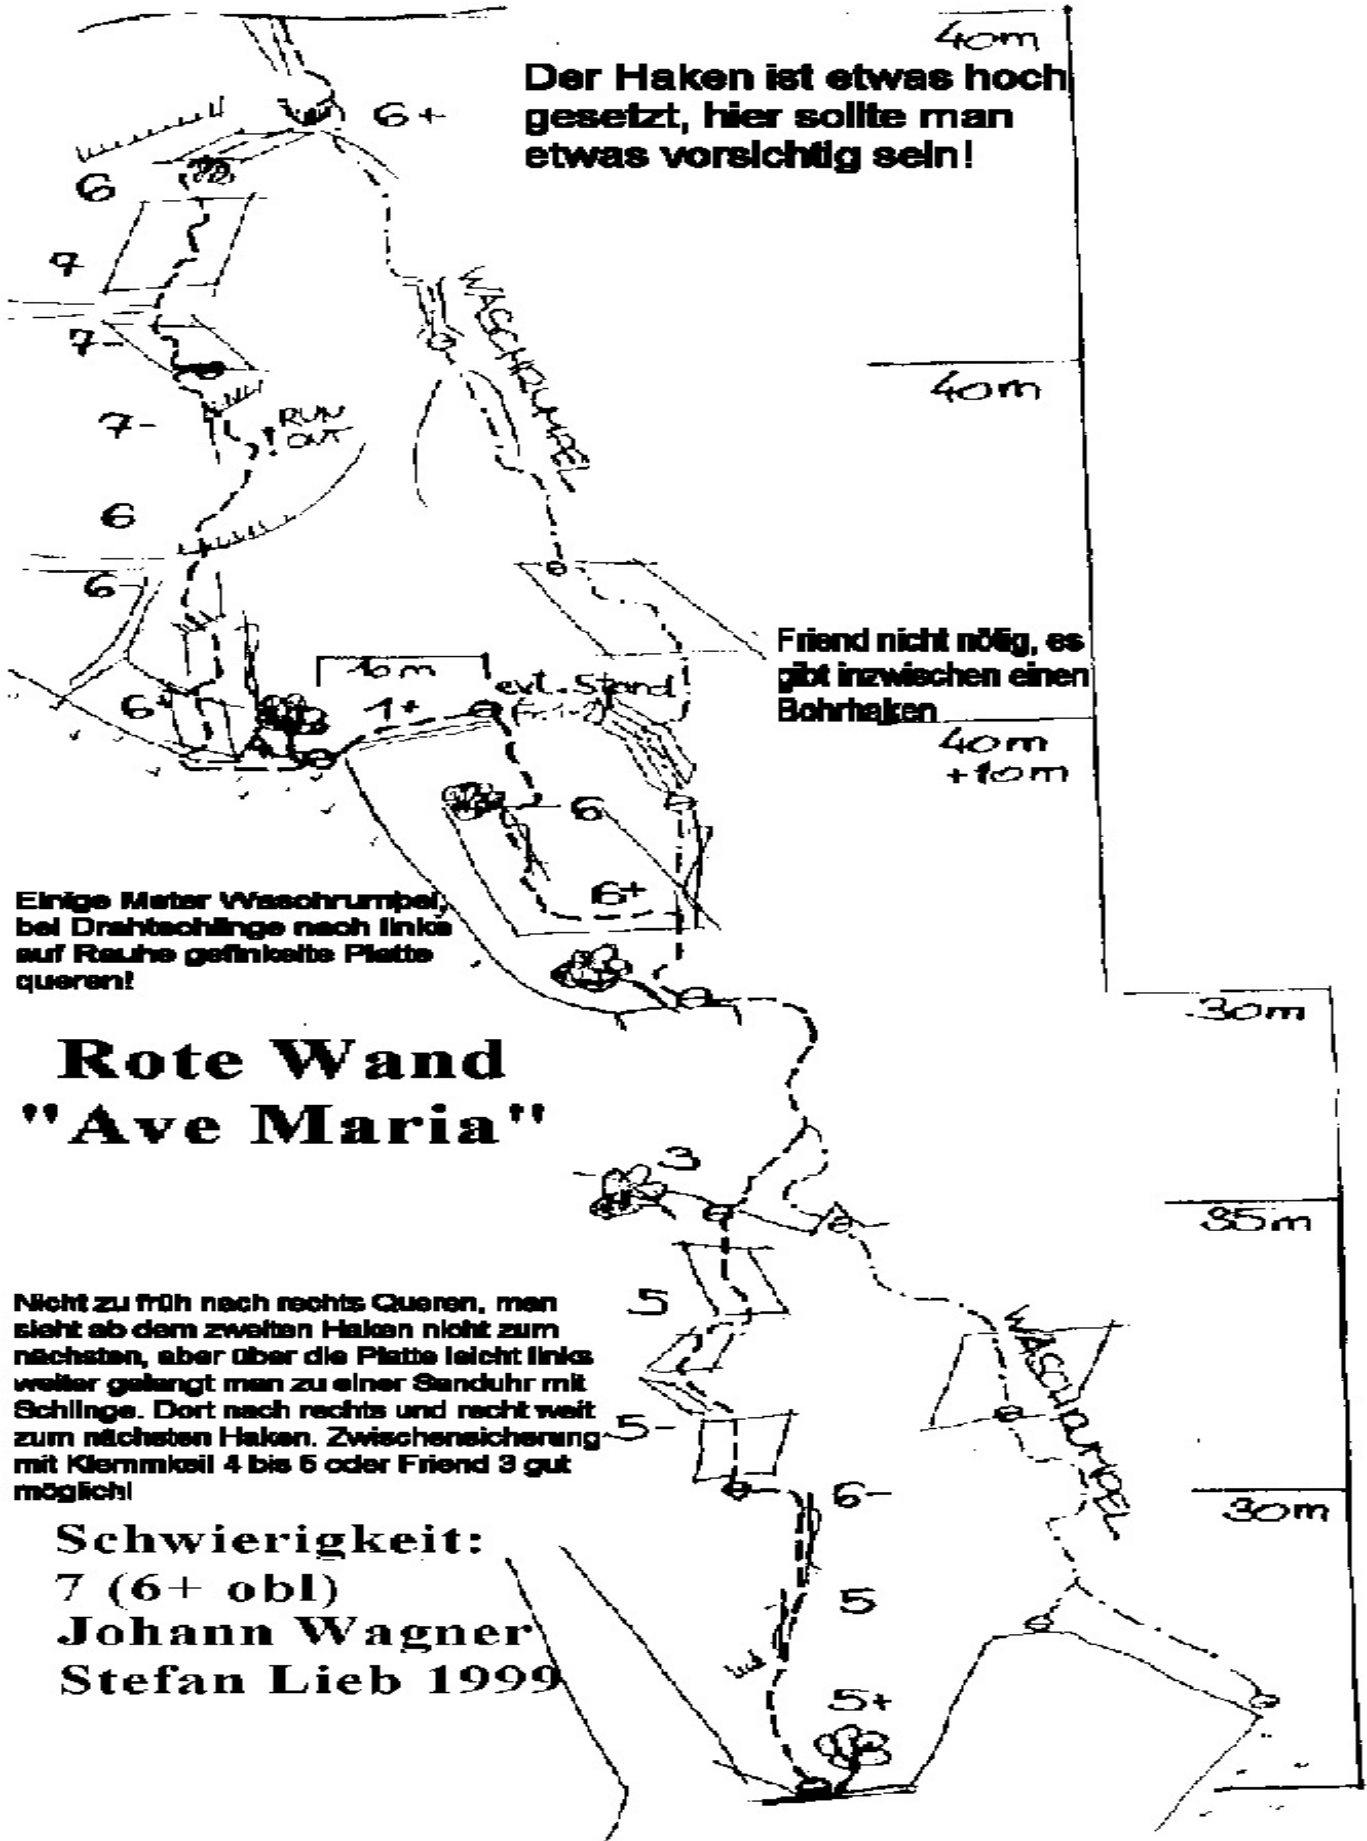 40m
Der Haken ist etwas hoch
gesetzt, hier sollte man
etwas vorsichtig sein!
6+
6
7
WASCHRUMPEL
7-
40m
7-
! RUN
OUT
6
6-
Friend nicht nötig, es
gibt inzwischen einen
Bohrhaken
16m
evt. Stand
6+
1+
40m
+10m
6
6+
Einige Meter Waschrumpel,
bei Drahtschlinge nach links
auf Rauhe gefinkelte Platte
queren!
30m
Rote Wand
"Ave Maria"
3
35m
Nicht zu früh nach rechts Queren, man
sieht ab dem zweiten Haken nicht zum
nächsten, aber über die Platte leicht links
weiter gelangt man zu einer Sanduhr mit
Schlinge. Dort nach rechts und recht weit
zum nächsten Haken. Zwischensicherung
mit Klemmkeil 4 bis 5 oder Friend 3 gut
möglich!
5
WASCHRUMPEL
5-
6-
30m
Schwierigkeit:
7 (6+ obl)
Johann Wagner
Stefan Lieb 1999
5
5+